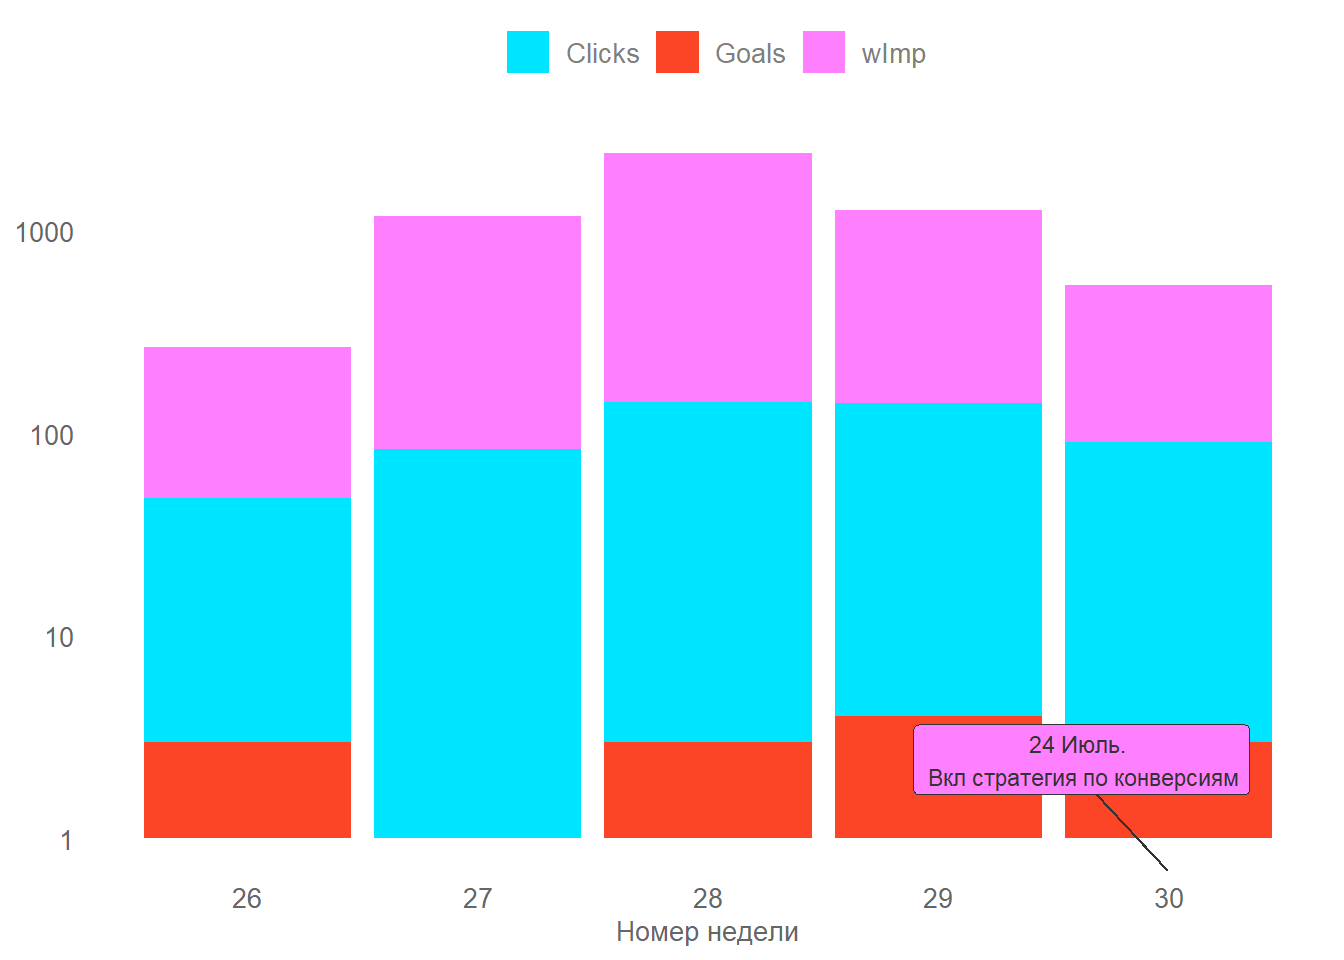 Clicks Goals wImp
1000
100
10
1
24 Июль.
Вкл стратегия по конверсиям
26 27 28 29 30
Номер недели